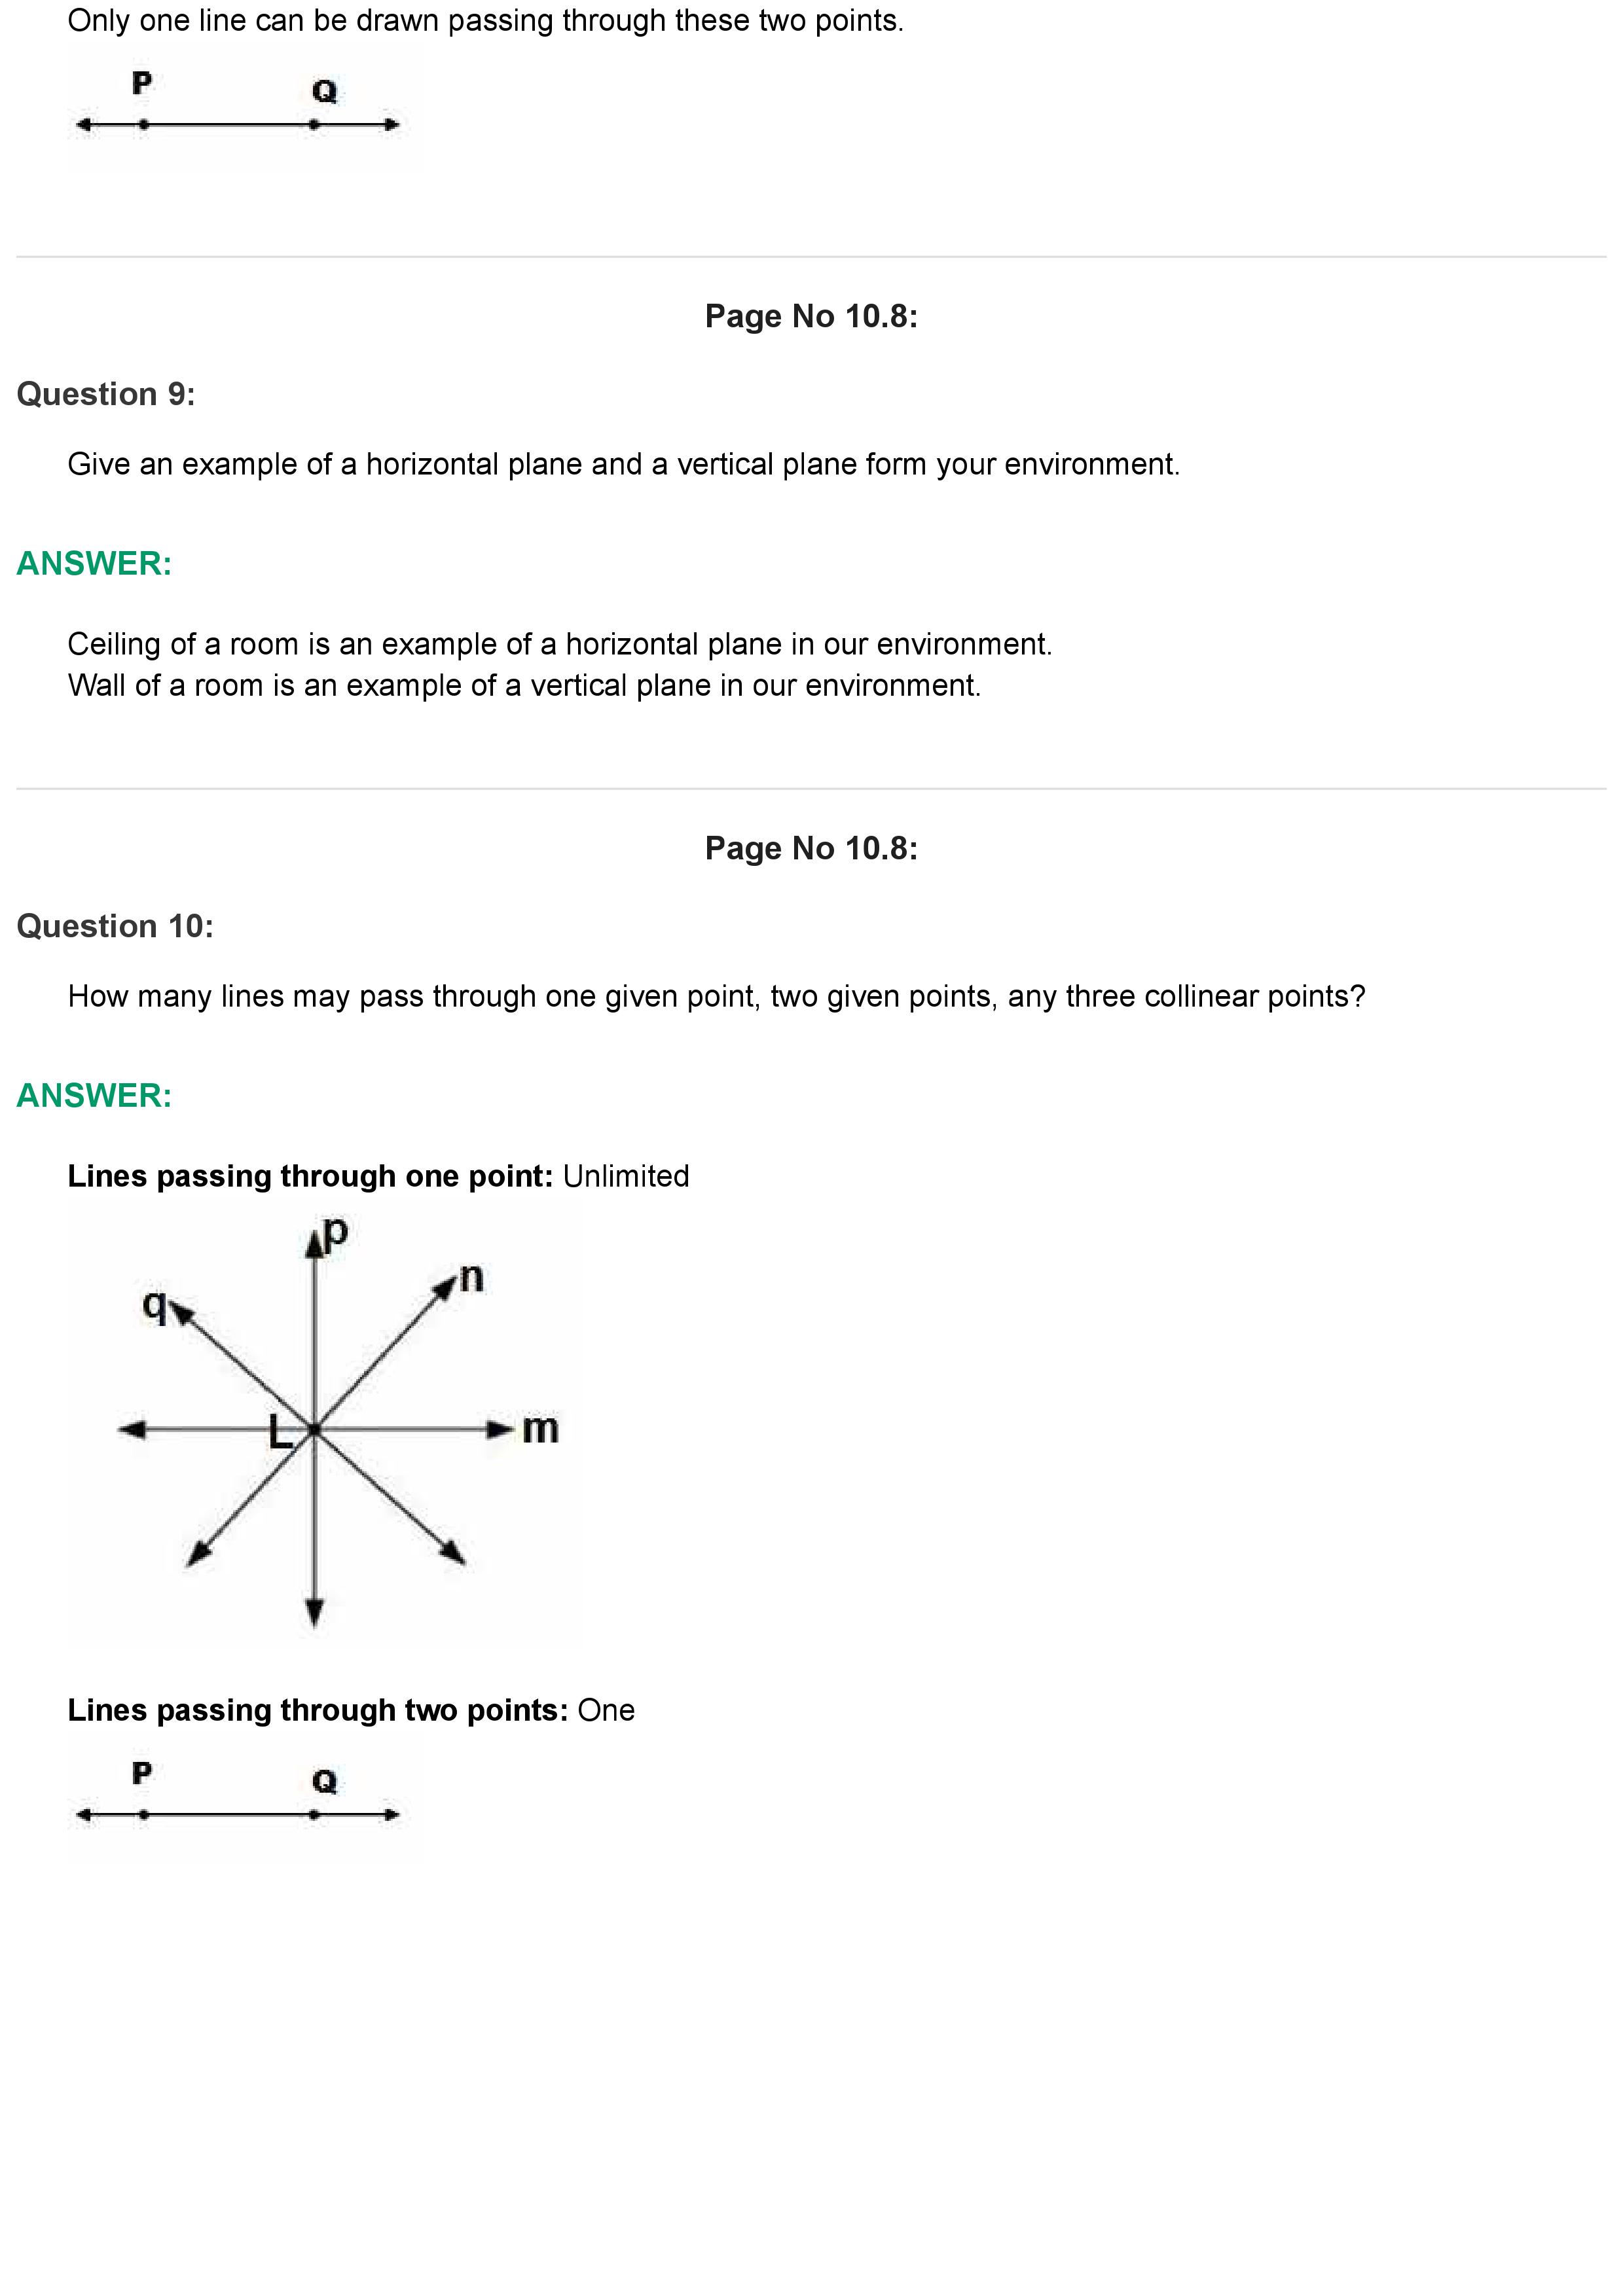 Only one line can be drawn passing through these two points.
P Q
Page No 10.8:
Question 9:
Give an example of a horizontal plane and a vertical plane form your environment.
ANSWER:
Ceiling of a room is an example of a horizontal plane in our environment.
Wall of a room is an example of a vertical plane in our environment.
Page No 10.8:
Question 10:
How many lines may pass through one given point, two given points, any three collinear points?
ANSWER:
Lines passing through one point: Unlimited
p
n
q
L m
Lines passing through two points: One
P Q